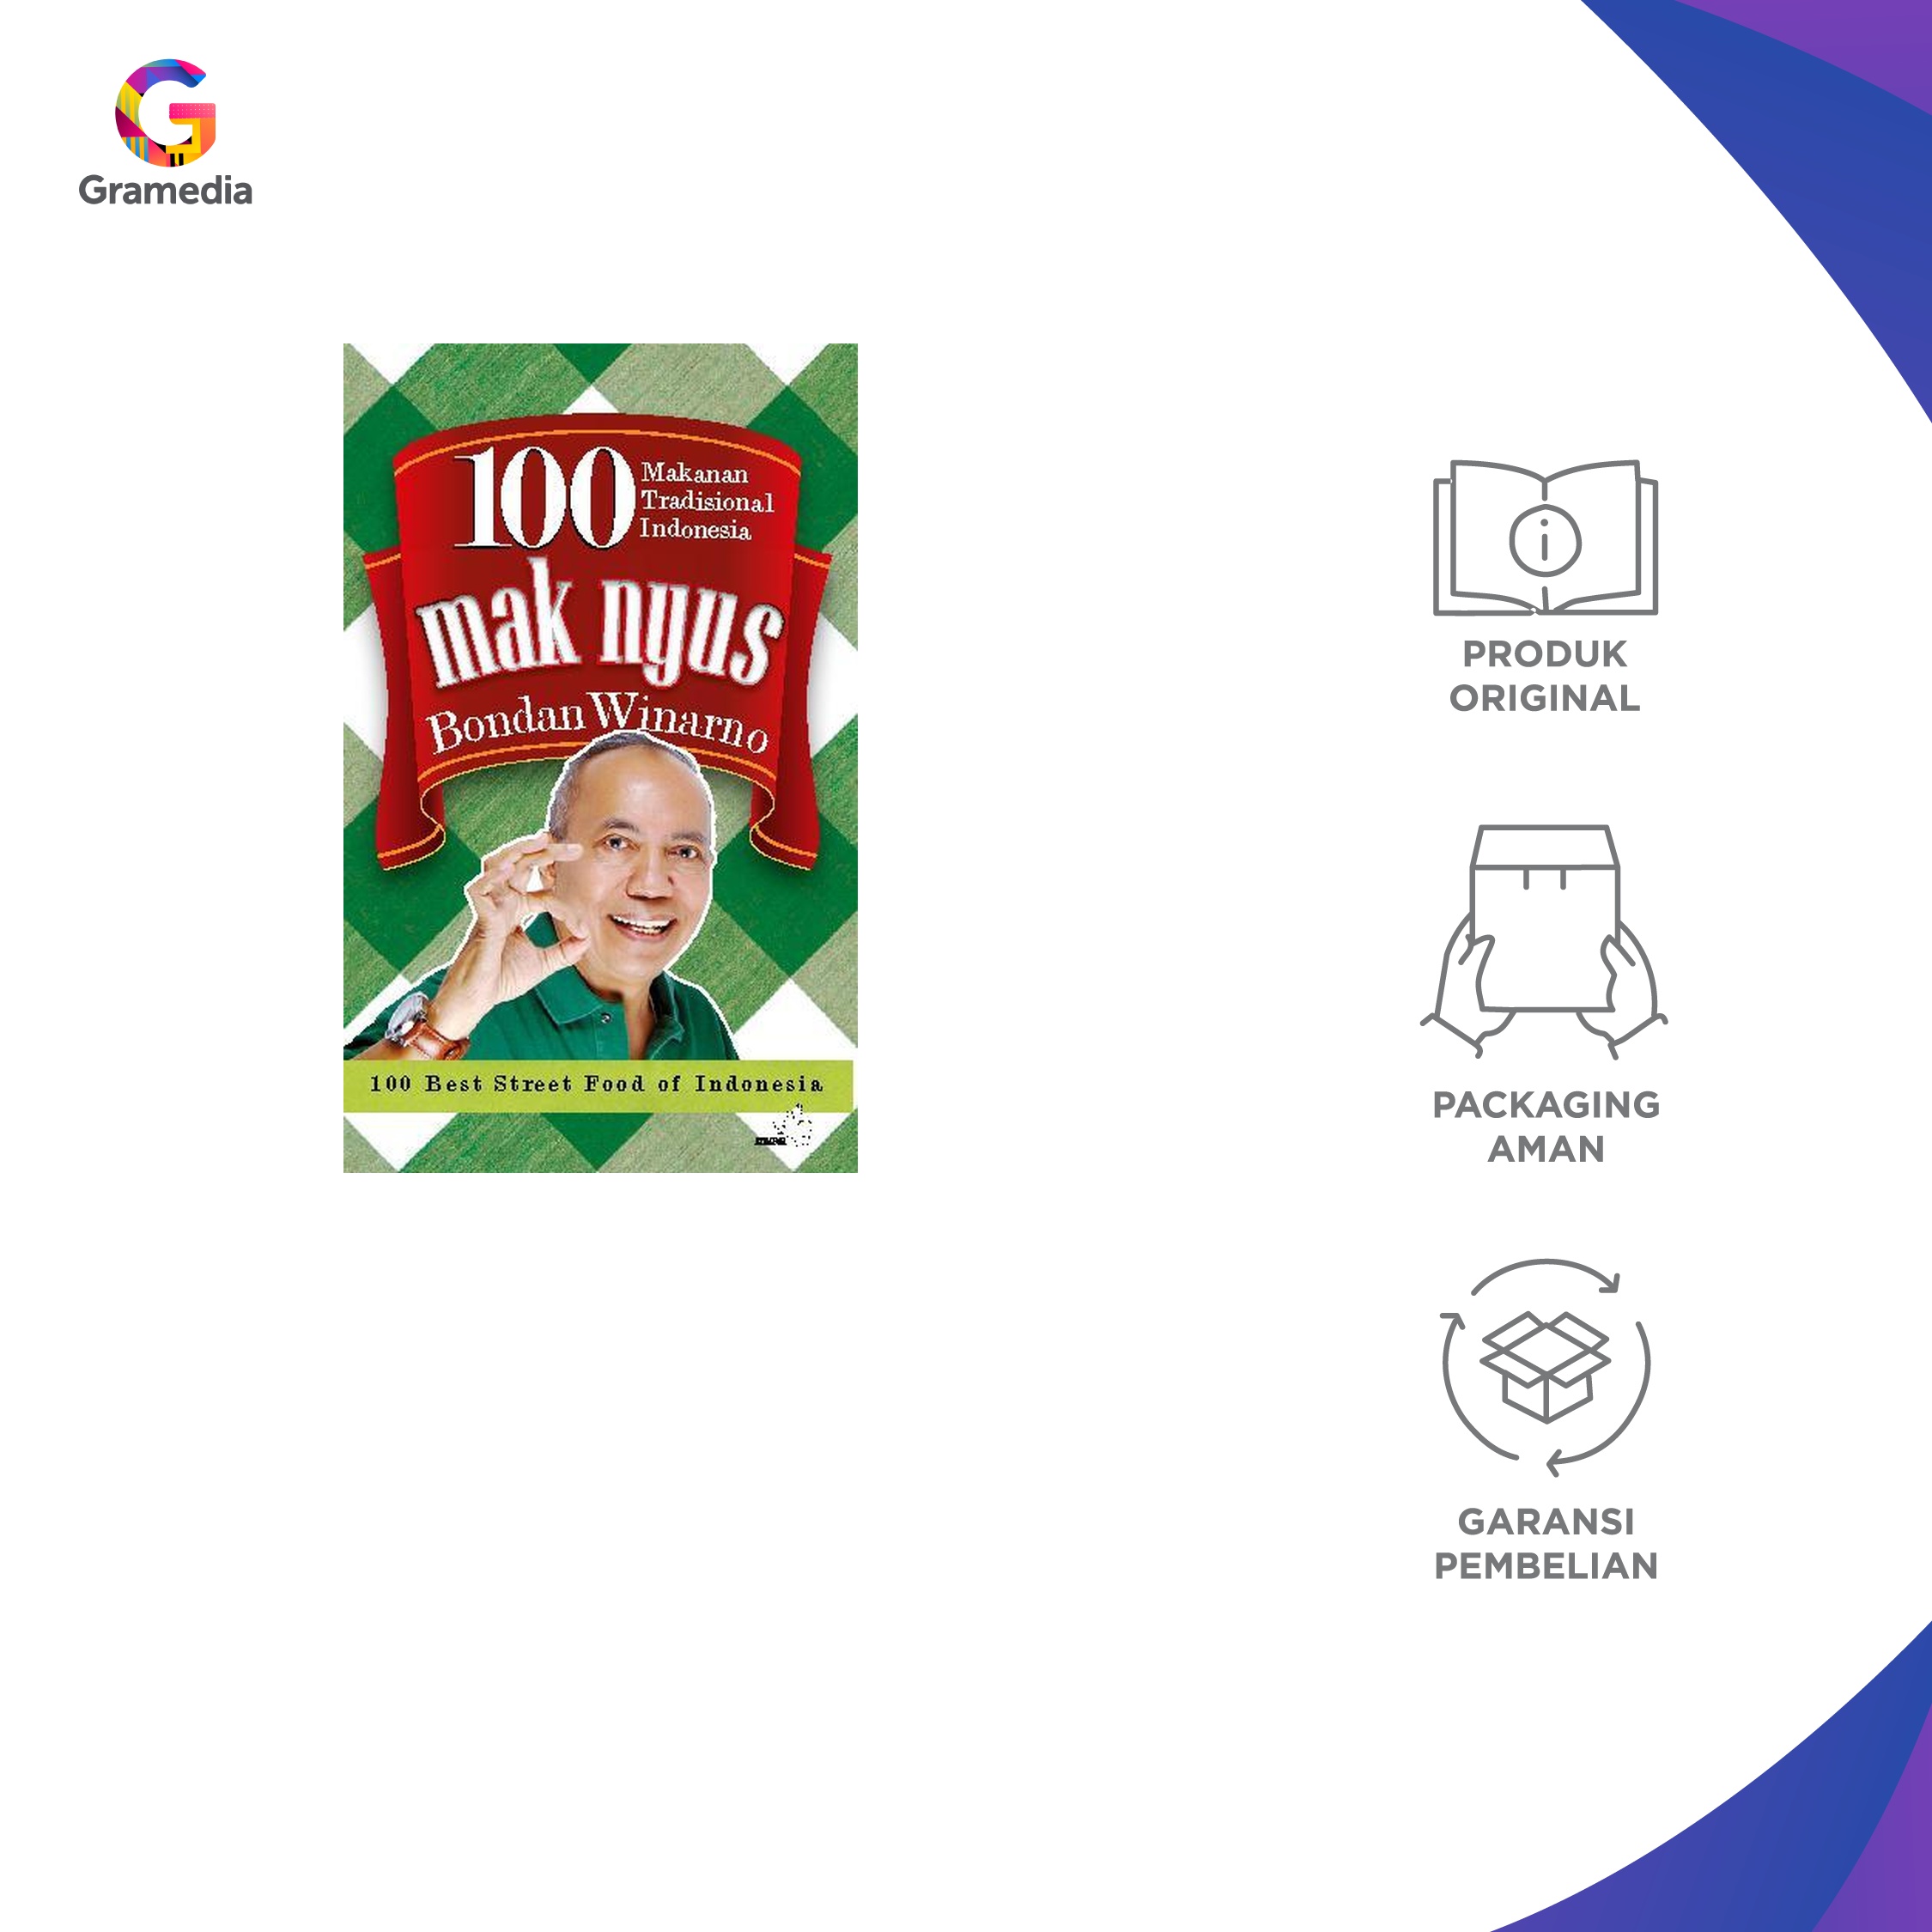 Gramedia
100
Makanan
Tradisional
Indonesia
mak nyus
Bondan Winarno
100 Best Street Food of Indonesia
PRODUK
ORIGINAL
PACKAGING
AMAN
GARANSI
PEMBELIAN